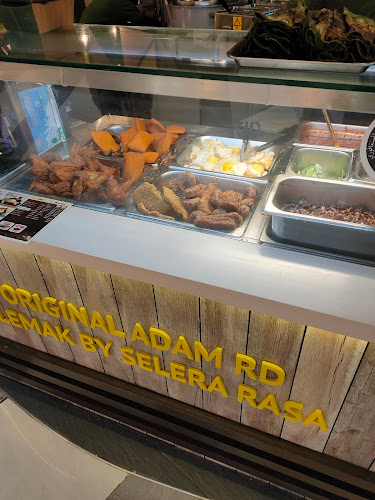 ORIGINAL ADAM RD
LEMAK BY SELERA RASA